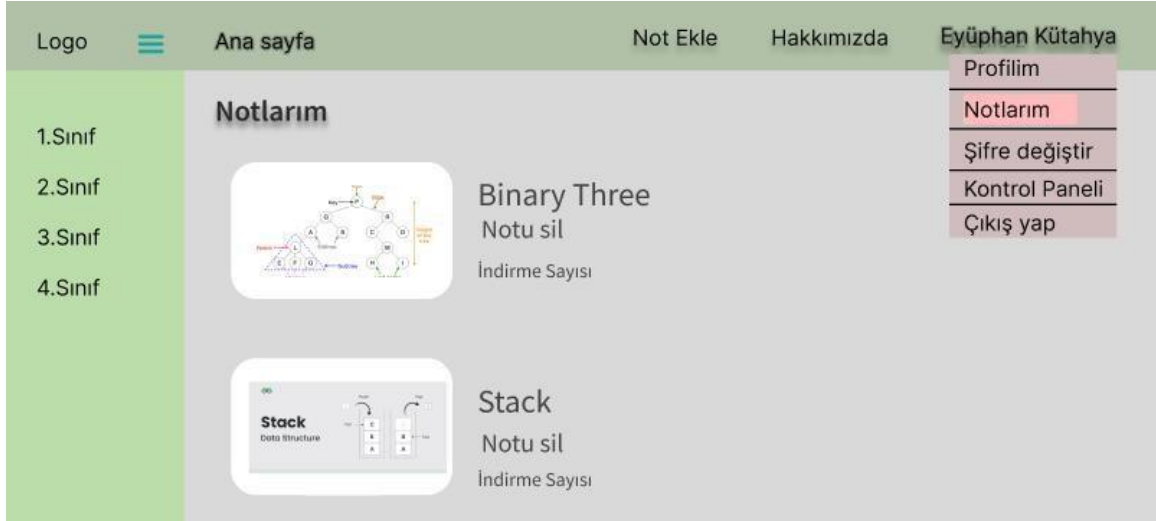 Logo
Ana sayfa
Not Ekle
Hakkımızda
Eyüphan Kütahya
Profilim
Notlarım
Şifre değiştir
Kontrol Paneli
Çıkış yap
1.Sınıf
2.Sınıf
3.Sınıf
4.Sınıf
Notlarım
Binary Three
Notu sil
İndirme Sayısı
Stack
Data Structure
C
B
A
B
A
Stack
Notu sil
İndirme Sayısı